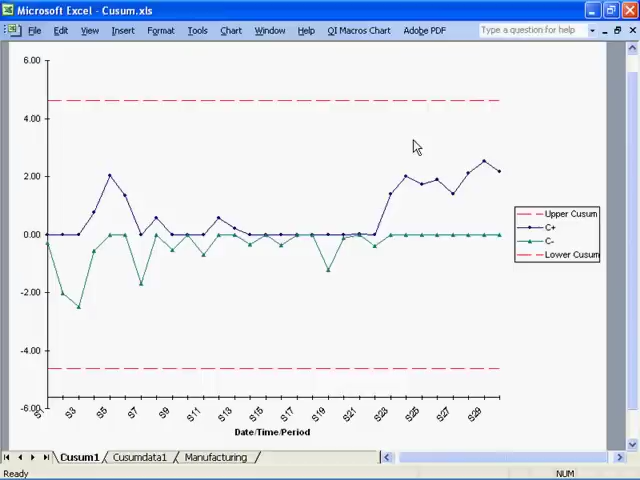 Microsoft Excel - Cusum.xls
File Edit View Insert Format Tools Chart Window Help QI Macros Chart Adobe PDF Type a question for help
6.00
4.00
2.00
0.00
-2.00
-4.00
-6.00
S1 S3 S5 S7 S9 S11 S13 S15 S17 S19 S21 S23 S25 S27 S29
Date/Time/Period
Upper Cusum
C+
C-
Lower Cusum
Cusum1 Cusumdata1 Manufacturing
Ready NUM